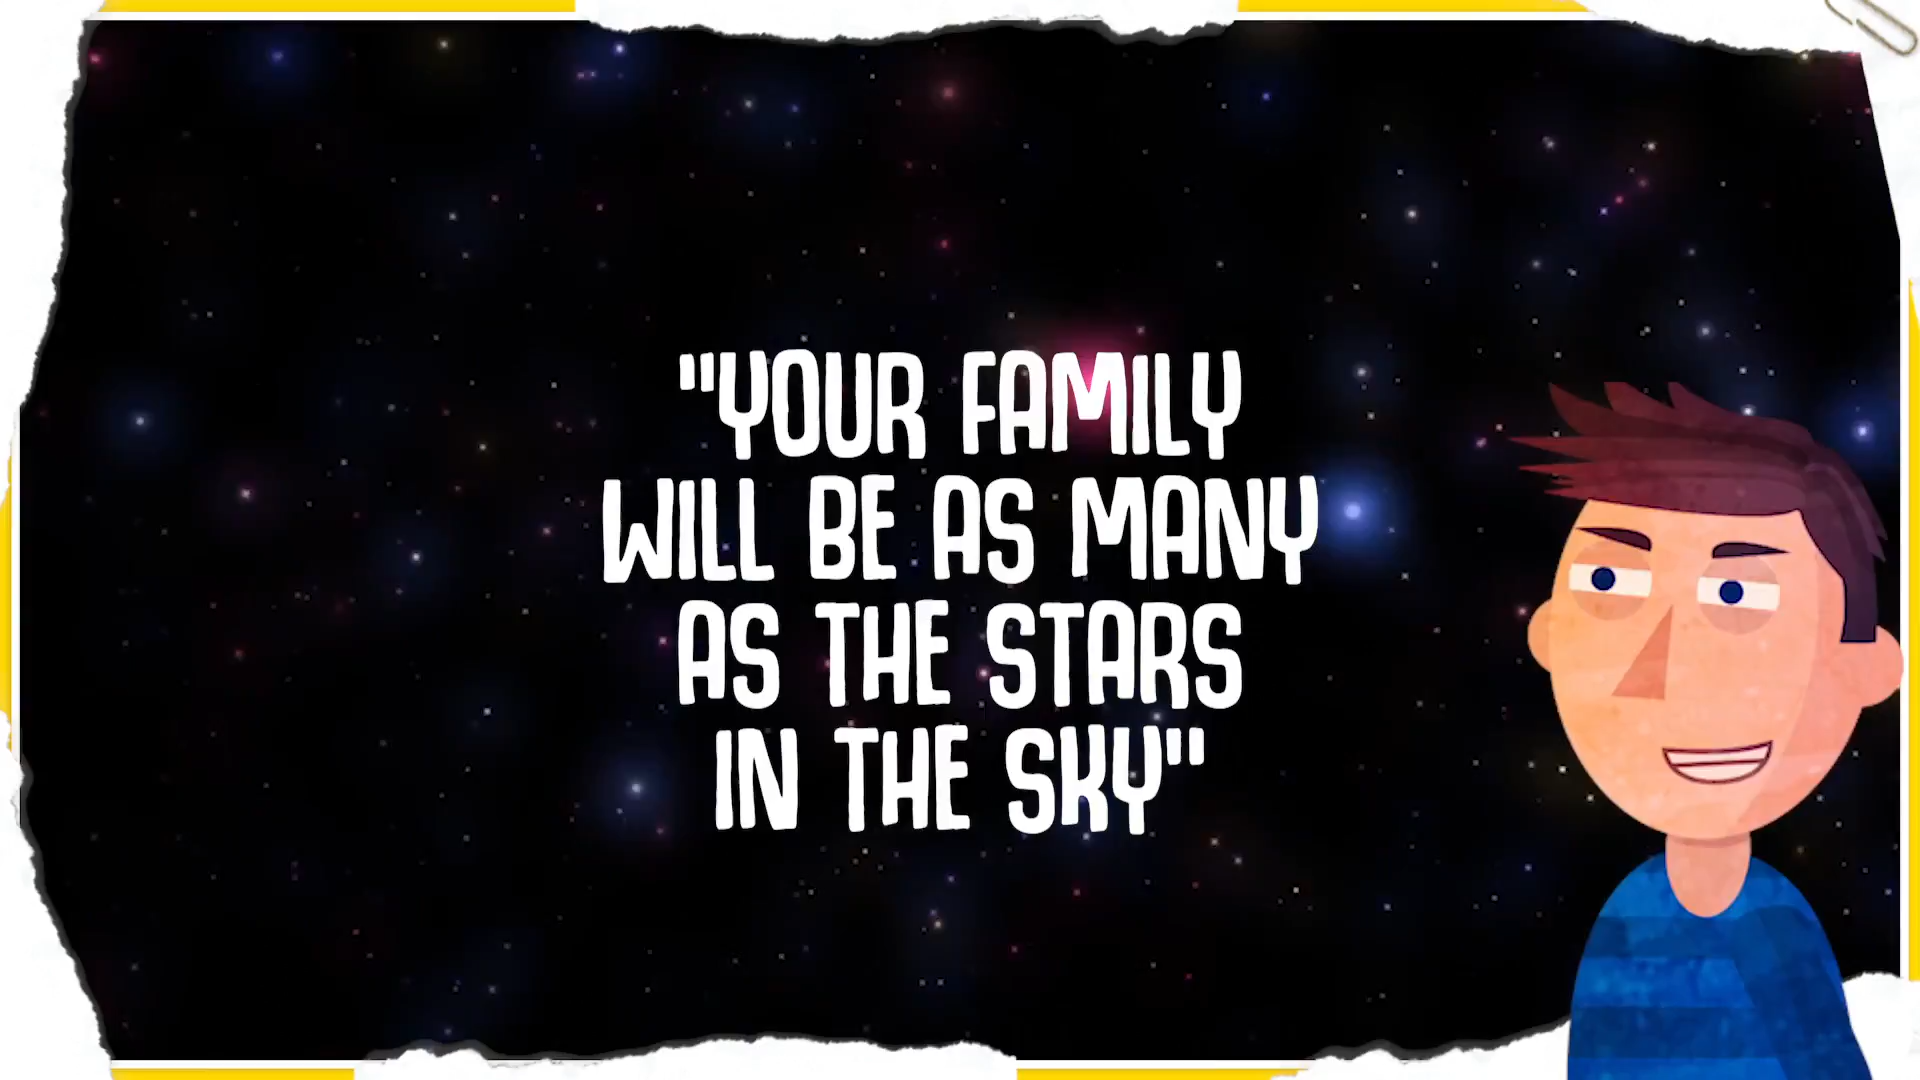 "YOUR FAMILY
WILL BE AS MANY
AS THE STARS
IN THE SKY"